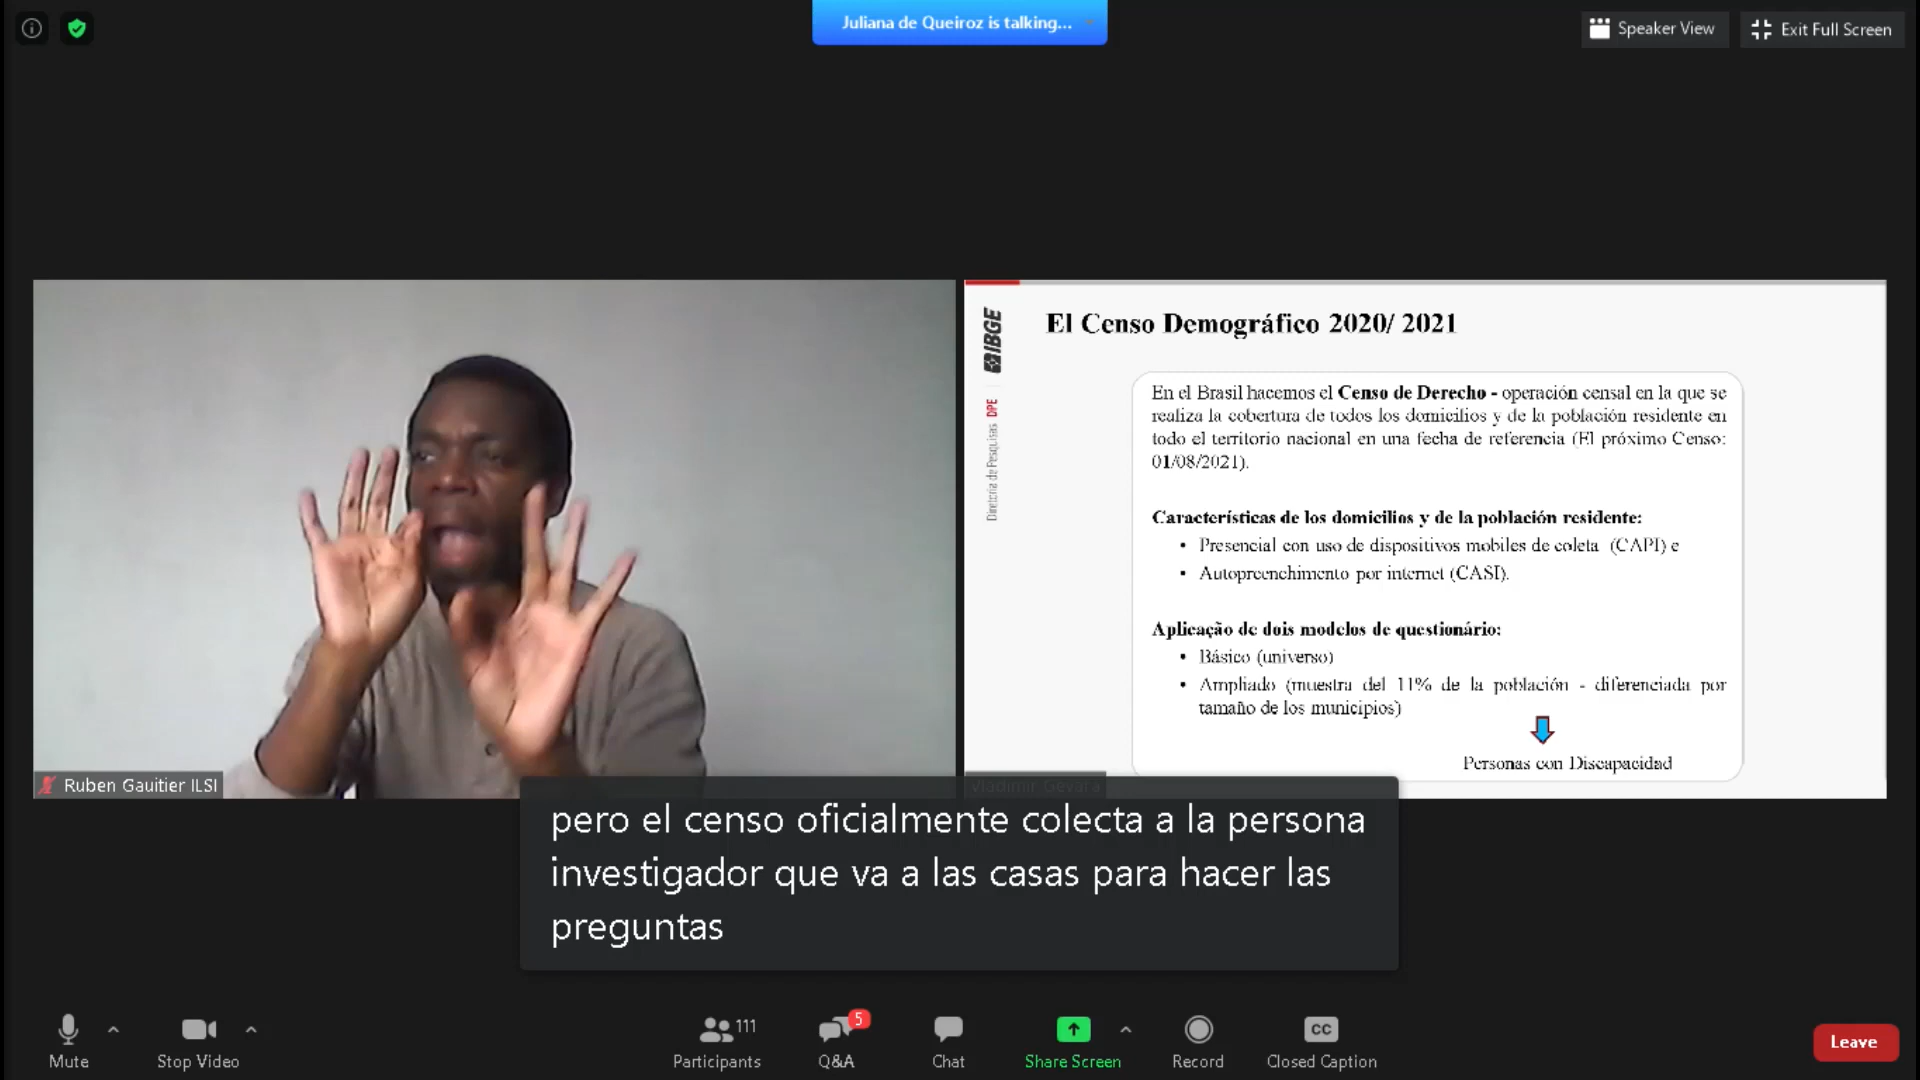 Juliana de Queiroz is talking...
Speaker View
Exit Full Screen
IBGE
Diretoria de Pesquisas DPE
El Censo Demográfico 2020/ 2021
En el Brasil hacemos el Censo de Derecho - operación censal en la que se
realiza la cobertura de todos los domicilios y de la población residente en
todo el territorio nacional en una fecha de referencia (El próximo Censo:
01/08/2021).
Características de los domicilios y de la población residente:
• Presencial con uso de dispositivos mobiles de coleta (CAPI) e
• Autopreenchimento por internet (CASI).
Aplicação de dois modelos de questionário:
• Básico (universo)
• Ampliado (muestra del 11% de la población - diferenciada por
tamaño de los municipios)
Personas con Discapacidad
Ruben Gauitier ILSI
Vladimir Gevara
pero el censo oficialmente colecta a la persona
investigador que va a las casas para hacer las
preguntas
Mute
Stop Video
111
Participants
5
Q&A
Chat
Share Screen
Record
CC
Closed Caption
Leave